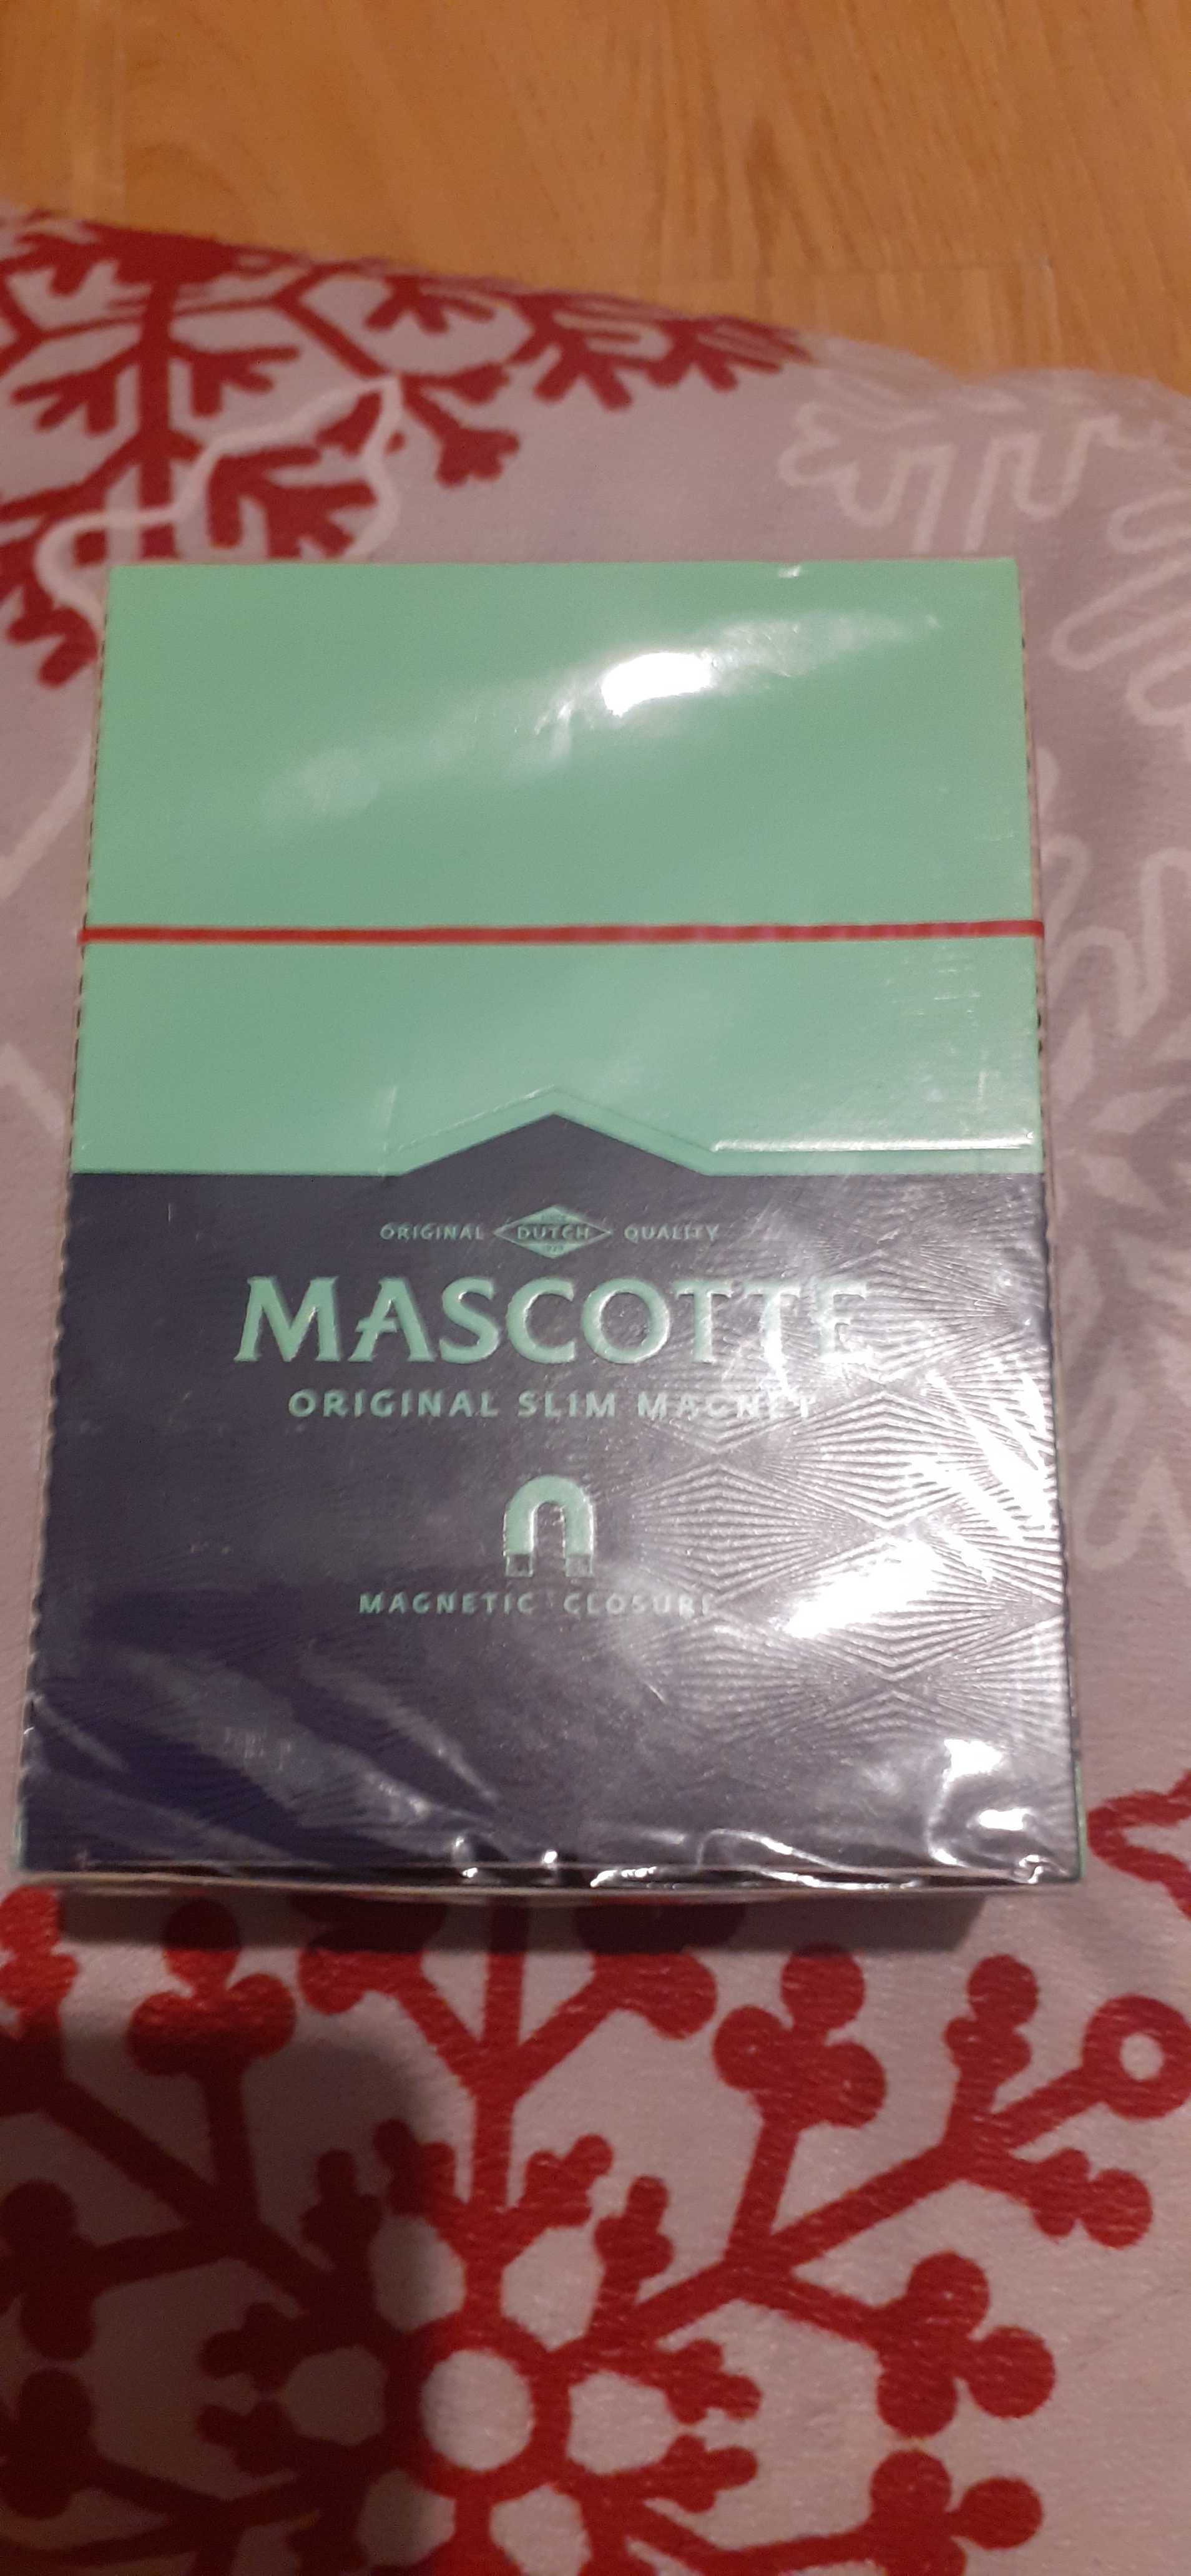 ORIGINAL DUTCH QUALITY
MASCOTTE
ORIGINAL SLIM MAGNET
MAGNETIC CLOSURE